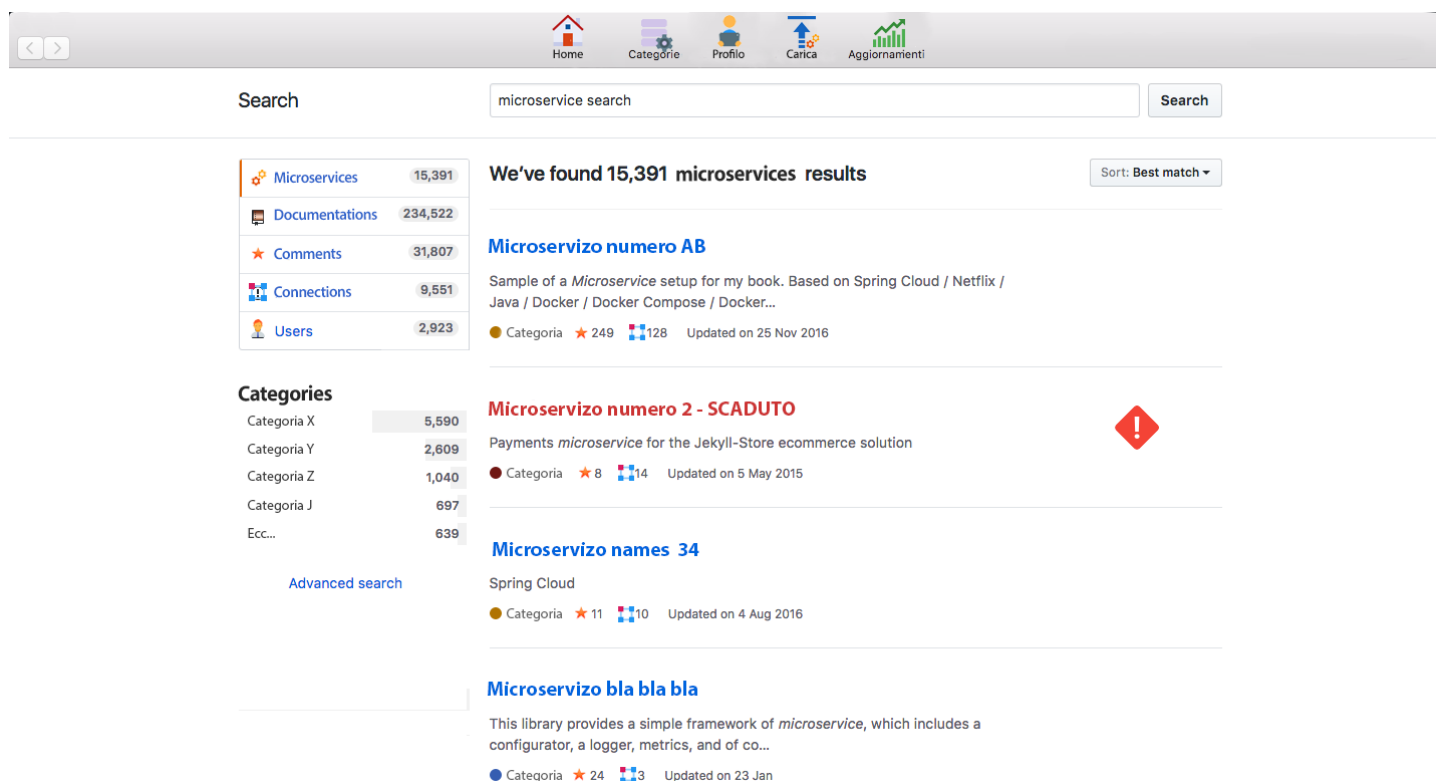 Home Categorie Profilo Carica Aggiornamenti
Search
microservice search
Search
Microservices 15,391
Documentations 234,522
Comments 31,807
Connections 9,551
Users 2,923
Categories
Categoria X 5,590
Categoria Y 2,609
Categoria Z 1,040
Categoria J 697
Ecc... 639
Advanced search
We've found 15,391 microservices results
Sort: Best match
Microservizo numero AB
Sample of a Microservice setup for my book. Based on Spring Cloud / Netflix /
Java / Docker / Docker Compose / Docker...
Categoria 249 128 Updated on 25 Nov 2016
Microservizo numero 2 - SCADUTO
Payments microservice for the Jekyll-Store ecommerce solution
Categoria 8 14 Updated on 5 May 2015
Microservizo names 34
Spring Cloud
Categoria 11 10 Updated on 4 Aug 2016
Microservizo bla bla bla
This library provides a simple framework of microservice, which includes a
configurator, a logger, metrics, and of co...
Categoria 24 3 Updated on 23 Jan